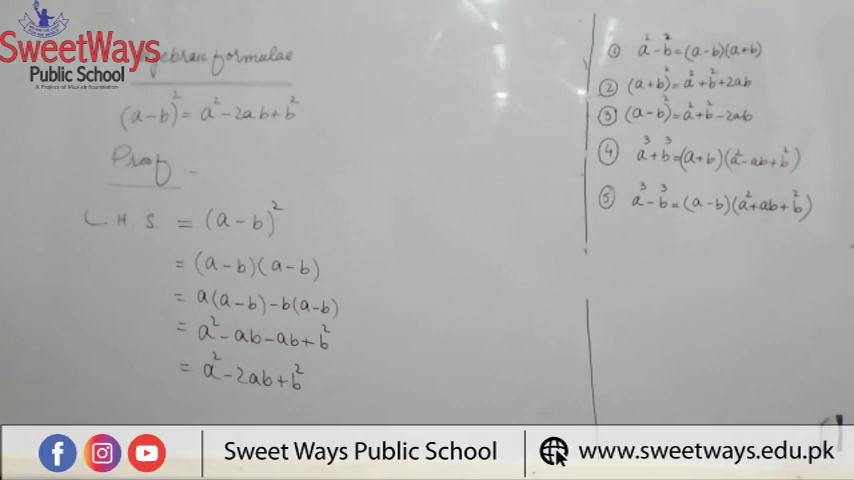 SweetWays
Public School
A Project of Ma'aab Foundation
gebraic formulae
(a-b)² = a² - 2ab + b²
Proof :-
L.H.S. = (a-b)²
= (a-b)(a-b)
= a(a-b) - b(a-b)
= a² - ab - ab + b²
= a² - 2ab + b²
① a² - b² = (a-b)(a+b)
② (a+b)² = a² + b² + 2ab
③ (a-b)² = a² + b² - 2ab
④ a³ + b³ = (a+b)(a² - ab + b²)
⑤ a³ - b³ = (a-b)(a² + ab + b²)
Sweet Ways Public School
www.sweetways.edu.pk